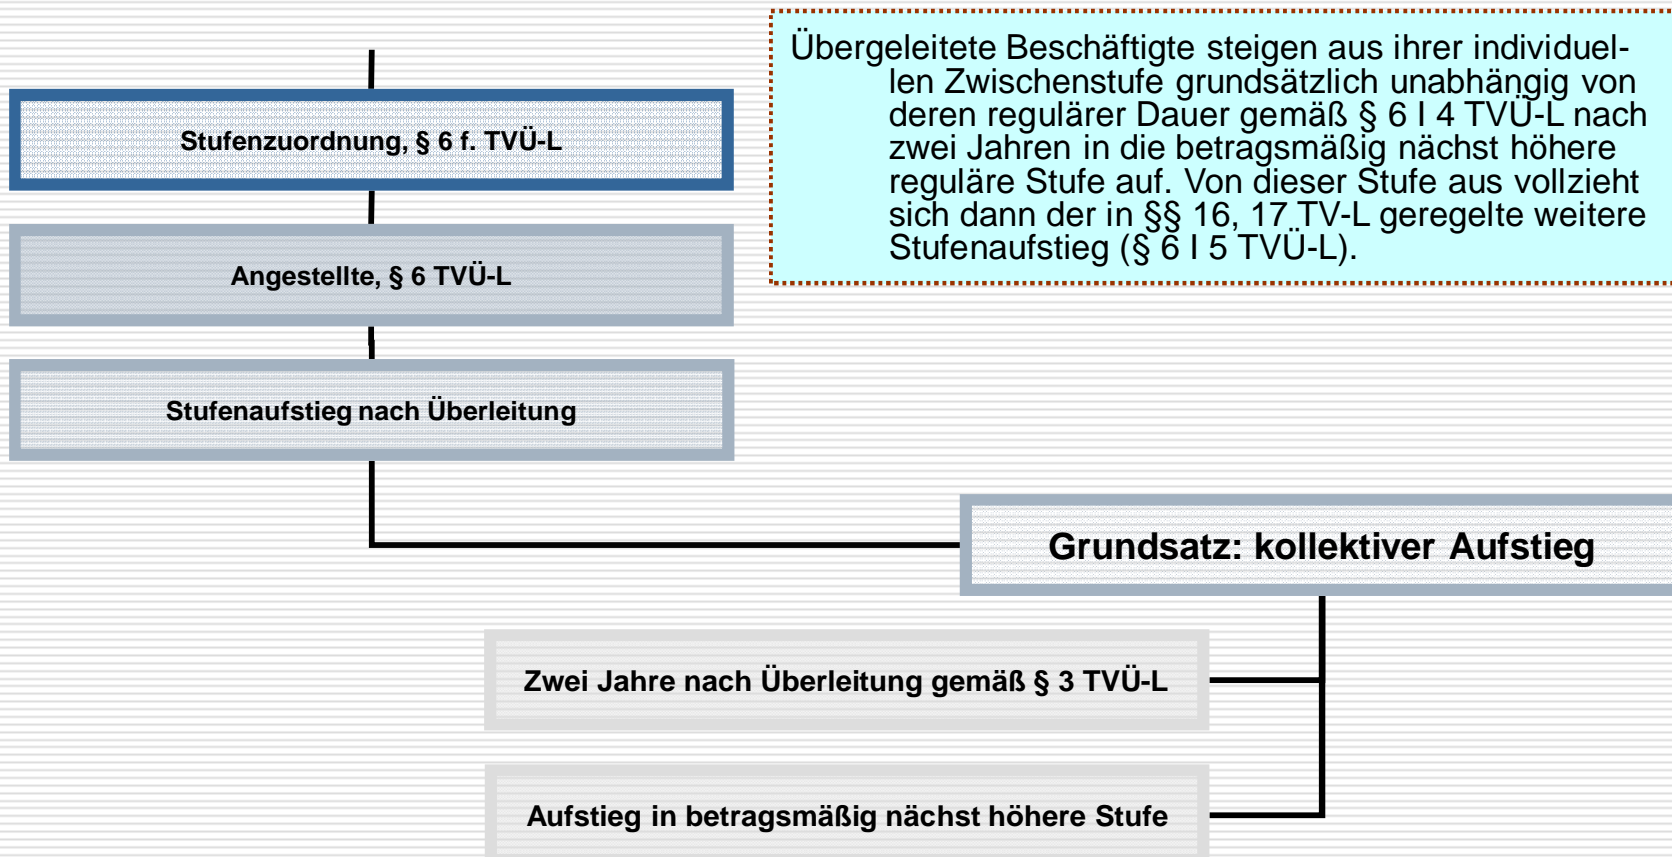 Übergeleitete Beschäftigte steigen aus ihrer individuel-
len Zwischenstufe grundsätzlich unabhängig von
deren regulärer Dauer gemäß § 6 I 4 TVÜ-L nach
zwei Jahren in die betragsmäßig nächst höhere
reguläre Stufe auf. Von dieser Stufe aus vollzieht
sich dann der in §§ 16, 17 TV-L geregelte weitere
Stufenaufstieg (§ 6 I 5 TVÜ-L).
Stufenzuordnung, § 6 f. TVÜ-L
Angestellte, § 6 TVÜ-L
Stufenaufstieg nach Überleitung
Grundsatz: kollektiver Aufstieg
Zwei Jahre nach Überleitung gemäß § 3 TVÜ-L
Aufstieg in betragsmäßig nächst höhere Stufe